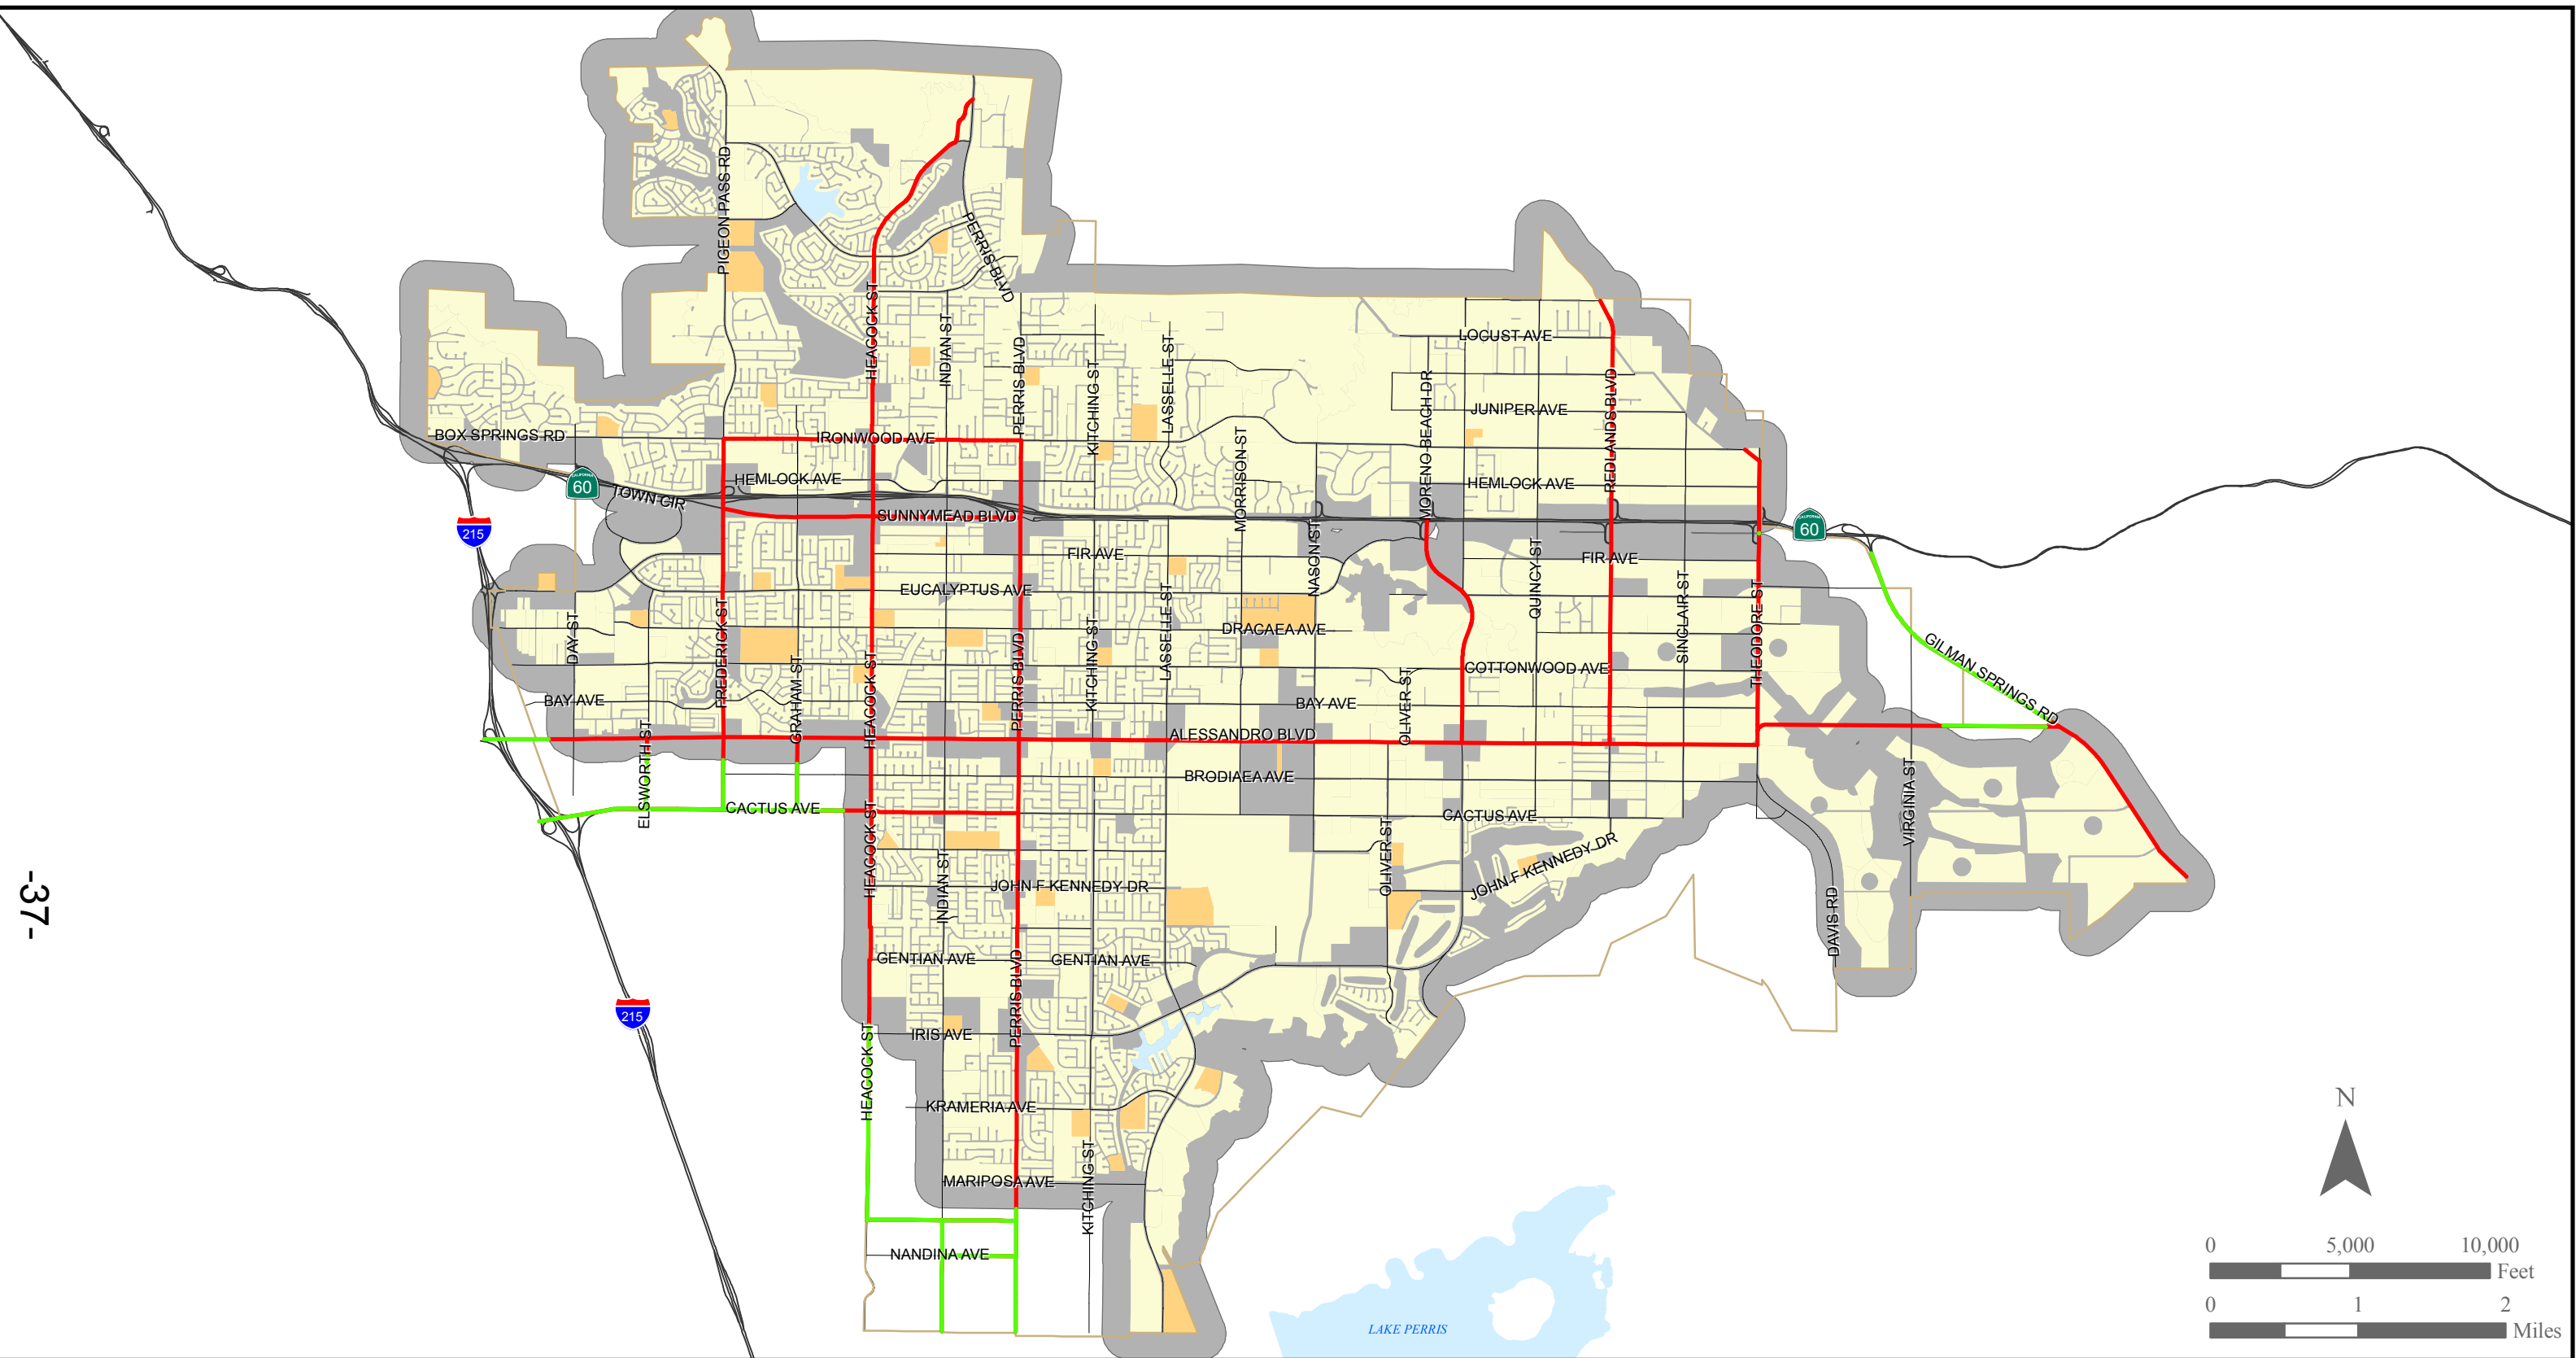 PIGEON PASS RD
PERRIS BLVD
HEACOCK ST
INDIAN ST
PERRIS BLVD
KITCHING ST
LASSELLE ST
LOCUST AVE
MORENO BEACH DR
REDLANDS BLVD
JUNIPER AVE
BOX SPRINGS RD
IRONWOOD AVE
MORRISON ST
HEMLOCK AVE
HEMLOCK AVE
CALIFORNIA
60
TOWN CIR
SUNNYMEAD BLVD
215
CALIFORNIA
60
FIR AVE
NASON ST
QUINCY ST
FIR AVE
EUCALYPTUS AVE
SINCLAIR ST
THEODORE ST
DAY ST
FREDERICK ST
GRAHAM ST
HEACOCK ST
PERRIS BLVD
KITCHING ST
LASSELLE ST
DRACAEA AVE
GILMAN SPRINGS RD
COTTONWOOD AVE
BAY AVE
BAY AVE
OLIVER ST
ELSWORTH ST
ALESSANDRO BLVD
BRODIAEA AVE
VIRGINIA ST
CACTUS AVE
CACTUS AVE
HEACOCK ST
INDIAN ST
JOHN F KENNEDY DR
OLIVER ST
JOHN F KENNEDY DR
DAVIS RD
-37-
GENTIAN AVE
GENTIAN AVE
PERRIS BLVD
215
HEACOCK ST
IRIS AVE
KRAMERIA AVE
KITCHING ST
MARIPOSA AVE
NANDINA AVE
LAKE PERRIS
N
0 5,000 10,000
Feet
0 1 2
Miles